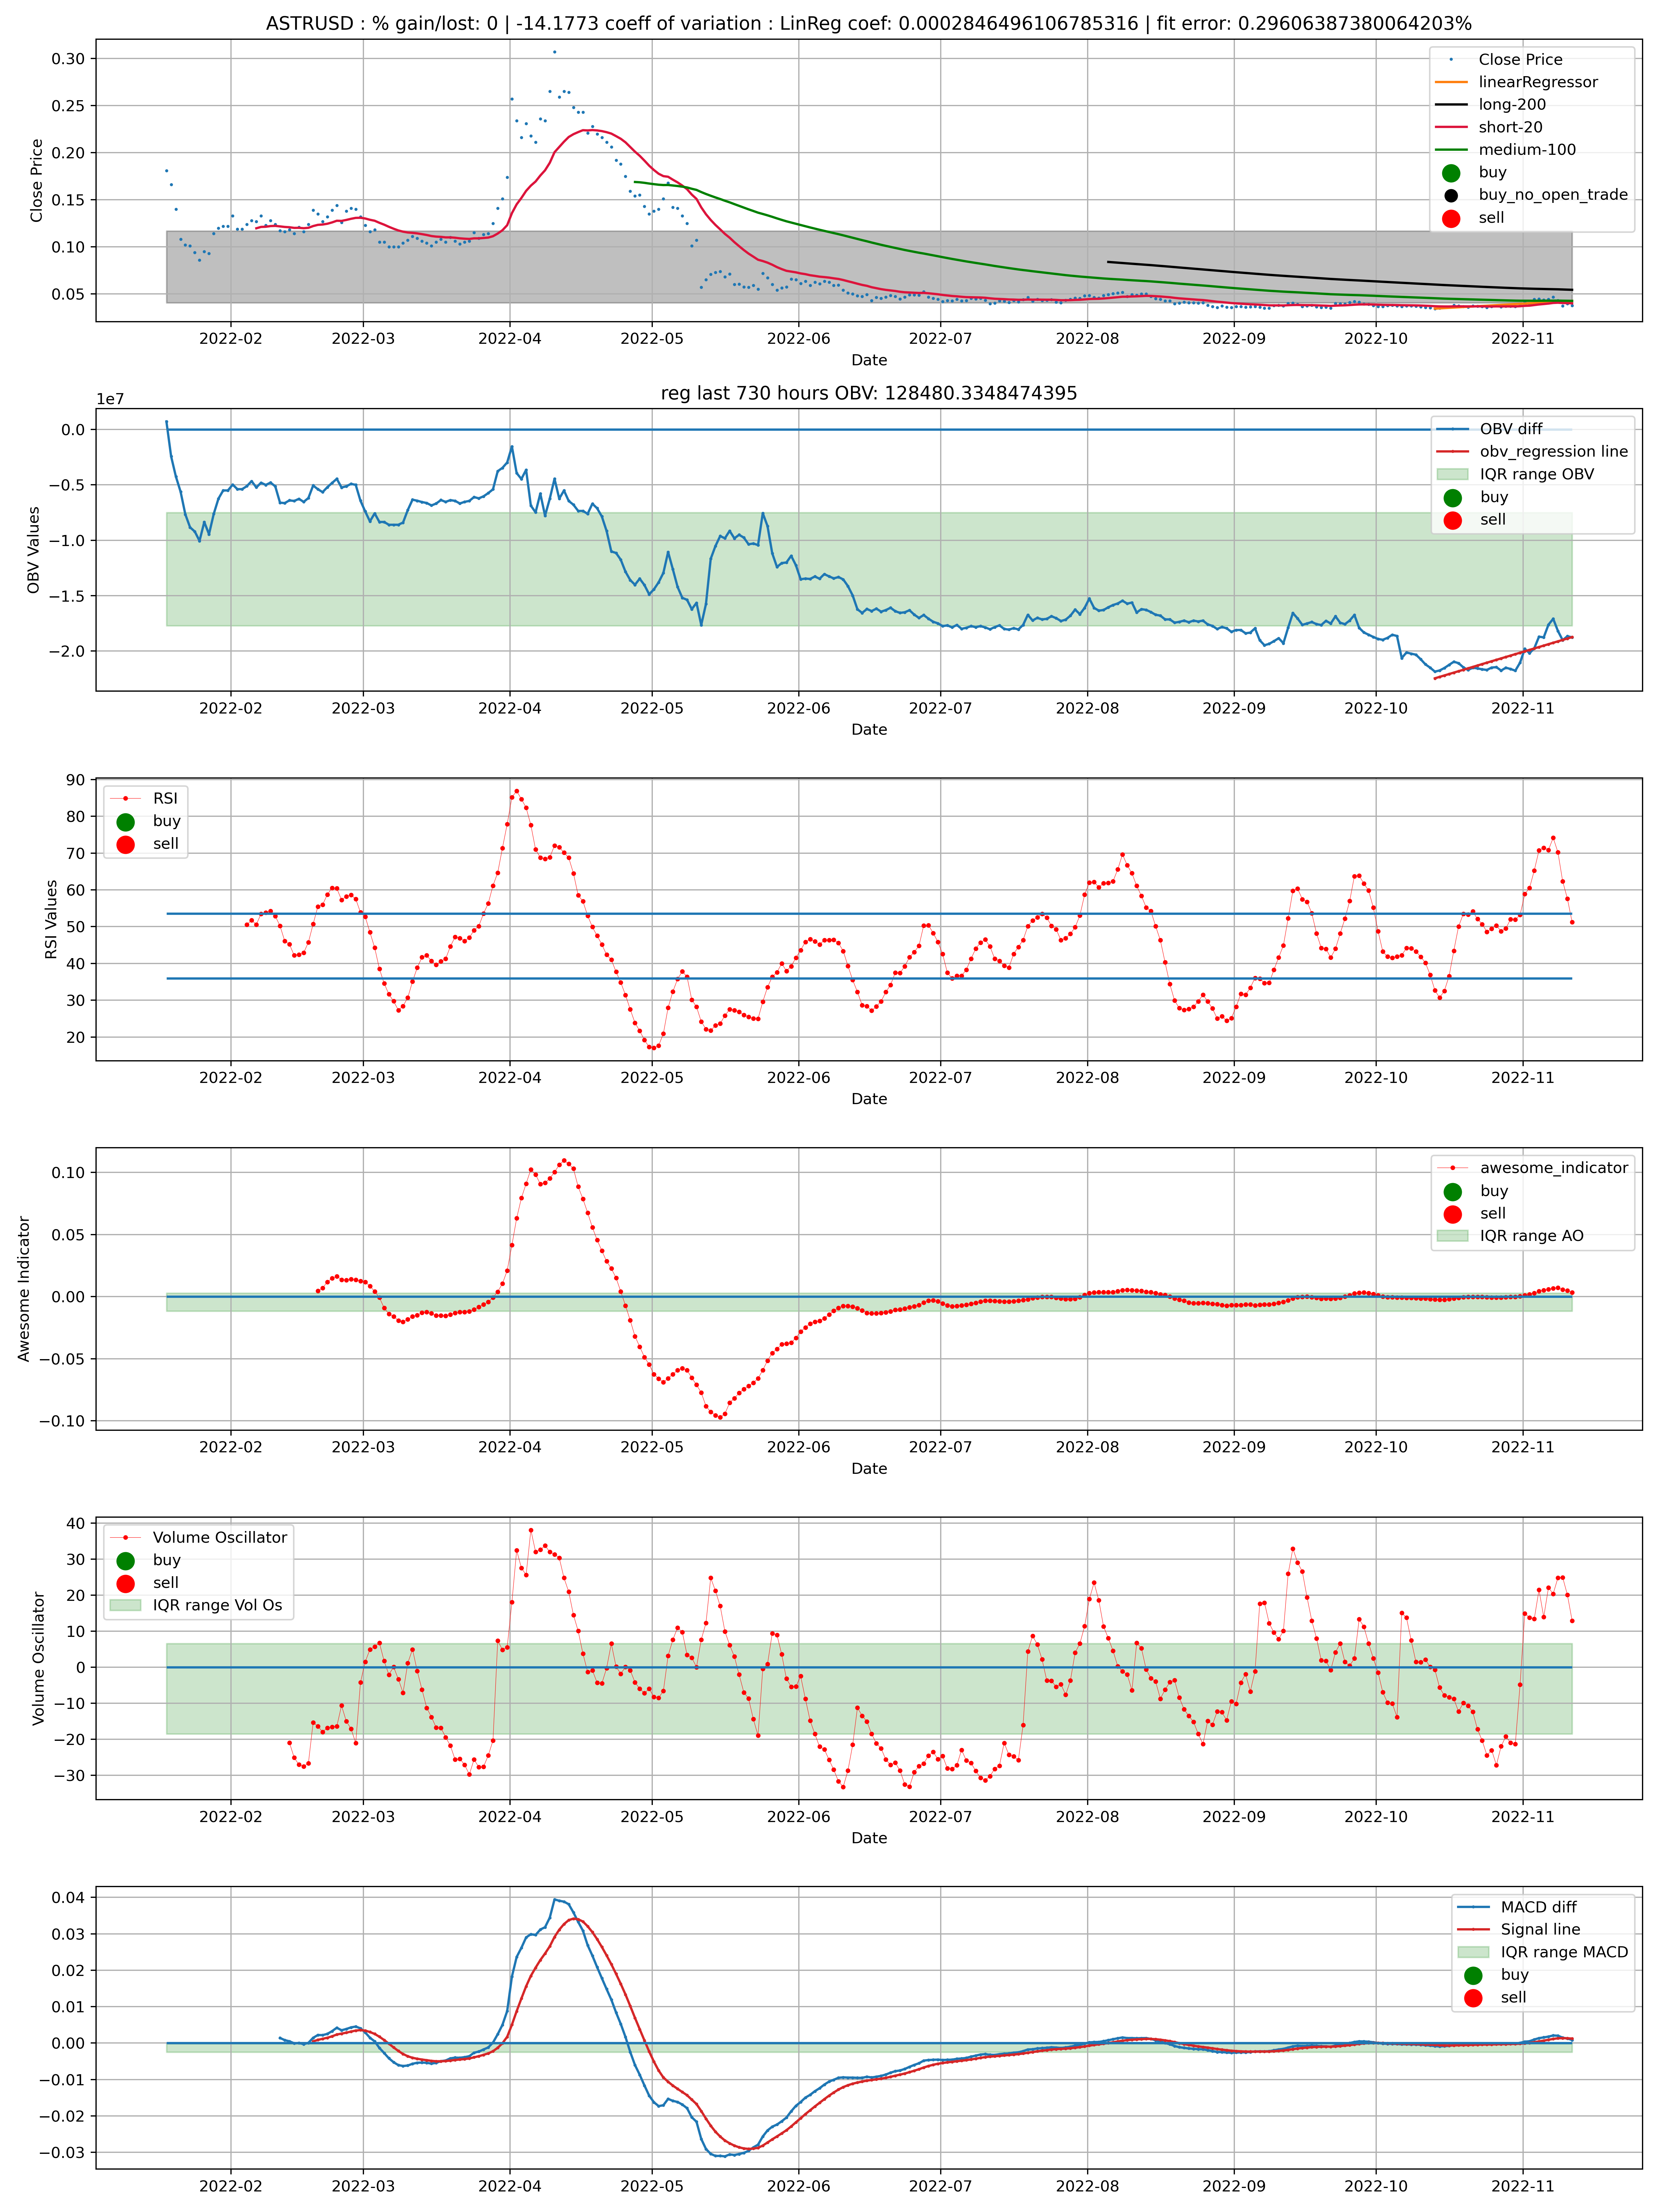 ASTRUSD : % gain/lost: 0 | -14.1773 coeff of variation : LinReg coef: 0.0002846496106785316 | fit error: 0.29606387380064203%
0.30
0.25
0.20
0.15
0.10
0.05
Close Price
Close Price
linearRegressor
long-200
short-20
medium-100
buy
buy_no_open_trade
sell
2022-02 2022-03 2022-04 2022-05 2022-06 2022-07 2022-08 2022-09 2022-10 2022-11
Date
reg last 730 hours OBV: 128480.3348474395
1e7
0.0
−0.5
−1.0
−1.5
−2.0
OBV Values
OBV diff
obv_regression line
IQR range OBV
buy
sell
2022-02 2022-03 2022-04 2022-05 2022-06 2022-07 2022-08 2022-09 2022-10 2022-11
Date
90
80
70
60
50
40
30
20
RSI Values
RSI
buy
sell
2022-02 2022-03 2022-04 2022-05 2022-06 2022-07 2022-08 2022-09 2022-10 2022-11
Date
0.10
0.05
0.00
−0.05
−0.10
Awesome Indicator
awesome_indicator
buy
sell
IQR range AO
2022-02 2022-03 2022-04 2022-05 2022-06 2022-07 2022-08 2022-09 2022-10 2022-11
Date
40
30
20
10
0
−10
−20
−30
Volume Oscillator
Volume Oscillator
buy
sell
IQR range Vol Os
2022-02 2022-03 2022-04 2022-05 2022-06 2022-07 2022-08 2022-09 2022-10 2022-11
Date
0.04
0.03
0.02
0.01
0.00
−0.01
−0.02
−0.03
MACD diff
Signal line
IQR range MACD
buy
sell
2022-02 2022-03 2022-04 2022-05 2022-06 2022-07 2022-08 2022-09 2022-10 2022-11